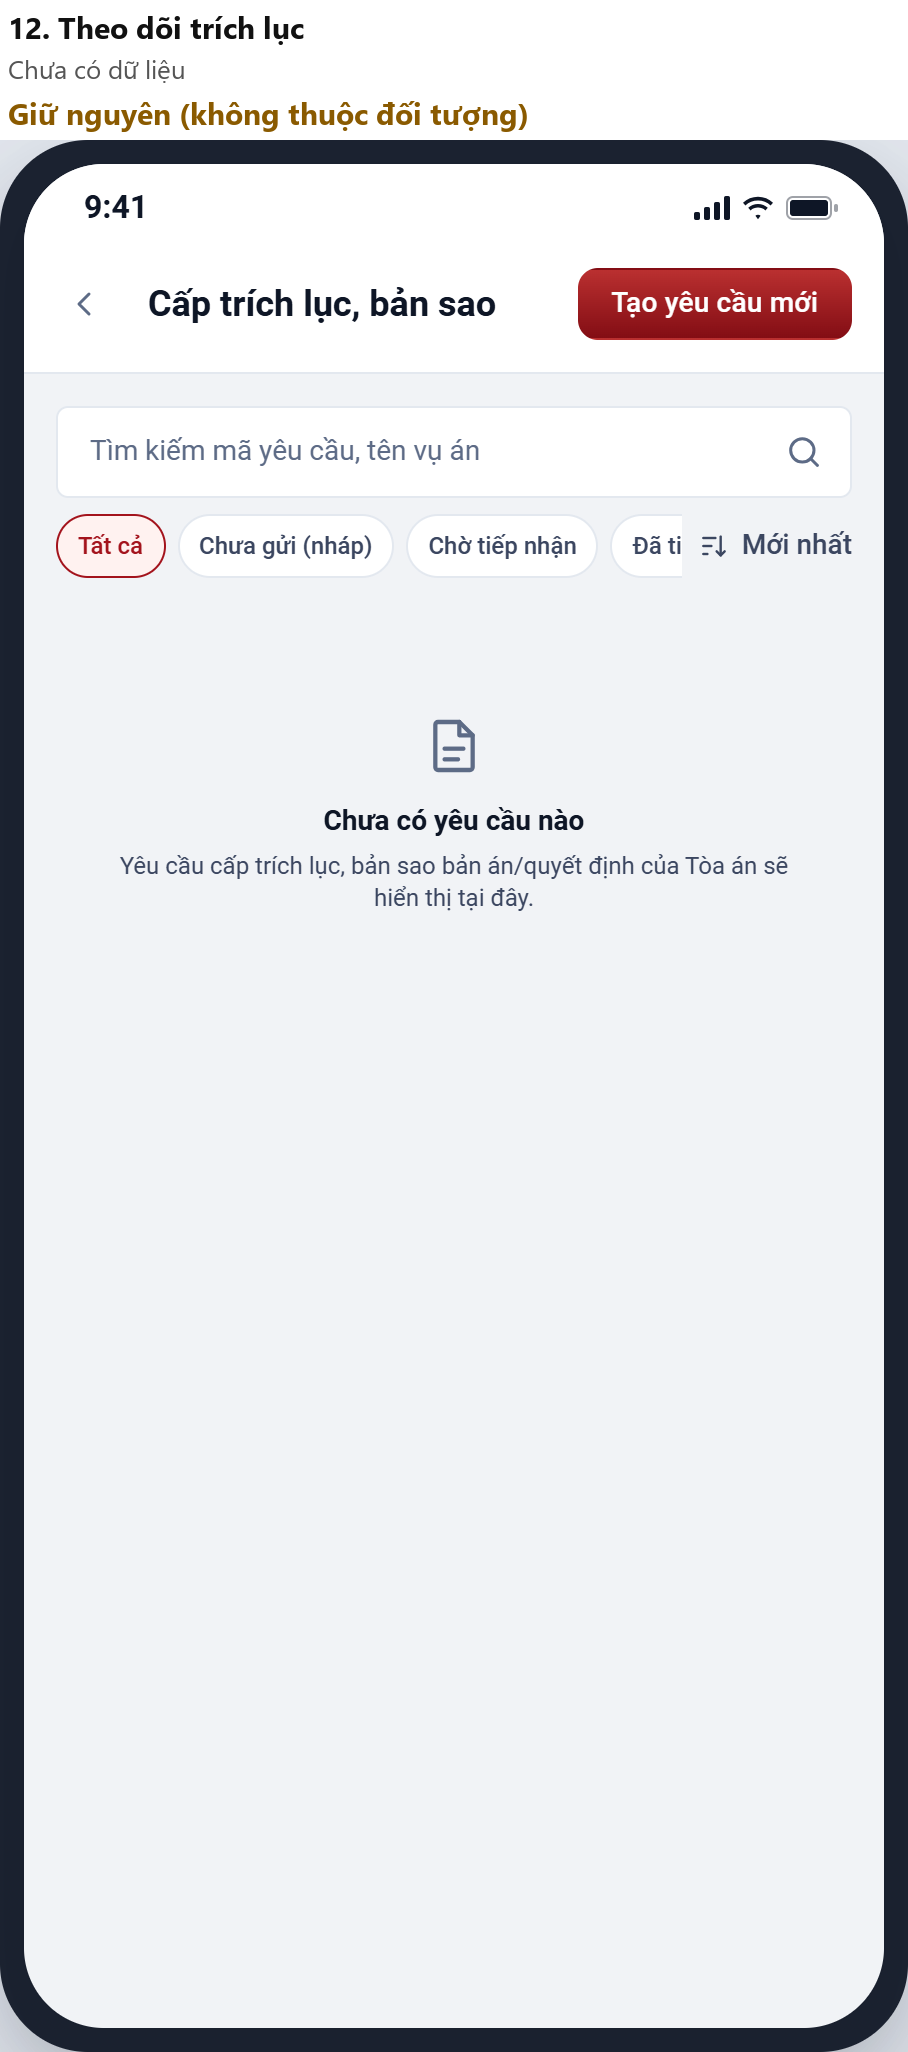 12. Theo dõi trích lục
Chưa có dữ liệu
Giữ nguyên (không thuộc đối tượng)
9:41
Cấp trích lục, bản sao
Tạo yêu cầu mới
Tìm kiếm mã yêu cầu, tên vụ án
Tất cả
Chưa gửi (nháp)
Chờ tiếp nhận
Đã ti
Mới nhất
Chưa có yêu cầu nào
Yêu cầu cấp trích lục, bản sao bản án/quyết định của Tòa án sẽ
hiển thị tại đây.